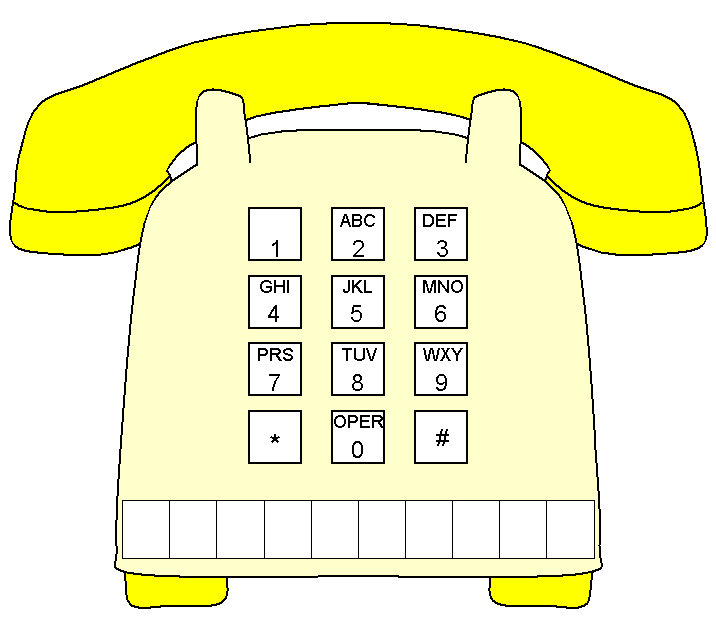 ABC DEF
1 2 3
GHI JKL MNO
4 5 6
PRS TUV WXY
7 8 9
OPER
* 0 #